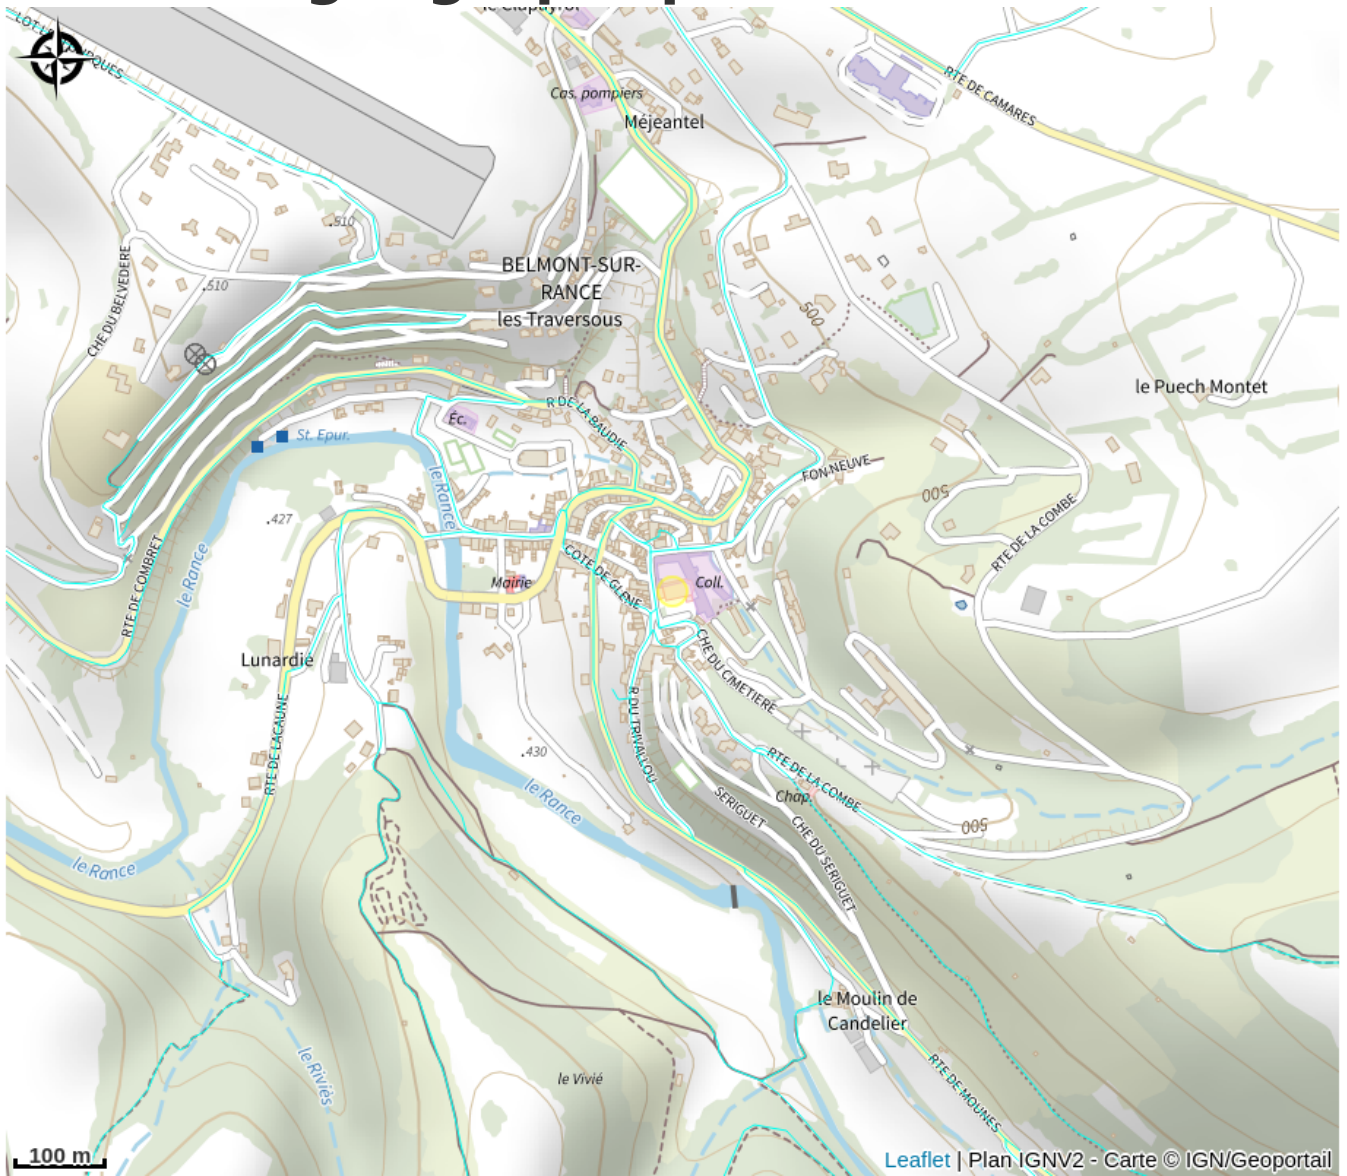 le Claphyrol
RTE DE CAMARES
Cas. pompiers
Méjeantel
.510
CHE DU BELVEDERE
.510
BELMONT-SUR-
RANCE
les Traversous
500
le Puech Montet
R DE LA BAUDIE
Éc.
St. Epur.
le Rance
FON NEUVE
500
.427
RTE DE LA COMBE
RTE DE COMBRET
le Rance
COTE DE GLENE
Mairie
Coll.
Lunardié
CHE DU CIMETIERE
R DU TRIVALLOU
RTE DE LACAUNE
.430
RTE DE LA COMBE
le Rance
SERIGUET
Chap.
500
CHE DU SERIGUET
le Rance
le Moulin de
Candelier
le Riviès
le Vivié
RTE DE MOUNES
100 m
Leaflet | Plan IGNV2 - Carte © IGN/Geoportail